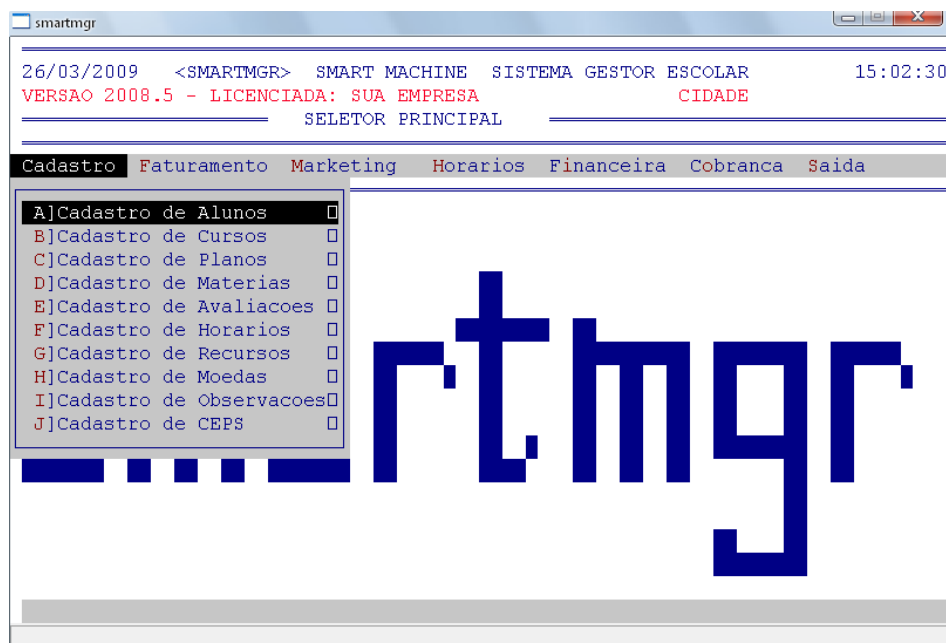 smartmgr
26/03/2009 <SMARTMGR> SMART MACHINE SISTEMA GESTOR ESCOLAR 15:02:30
VERSAO 2008.5 - LICENCIADA: SUA EMPRESA CIDADE
SELETOR PRINCIPAL
Cadastro Faturamento Marketing Horarios Financeira Cobranca Saida
A]Cadastro de Alunos
B]Cadastro de Cursos
C]Cadastro de Planos
D]Cadastro de Materias
E]Cadastro de Avaliacoes
F]Cadastro de Horarios
G]Cadastro de Recursos
H]Cadastro de Moedas
I]Cadastro de Observacoes
J]Cadastro de CEPS
rtmgr